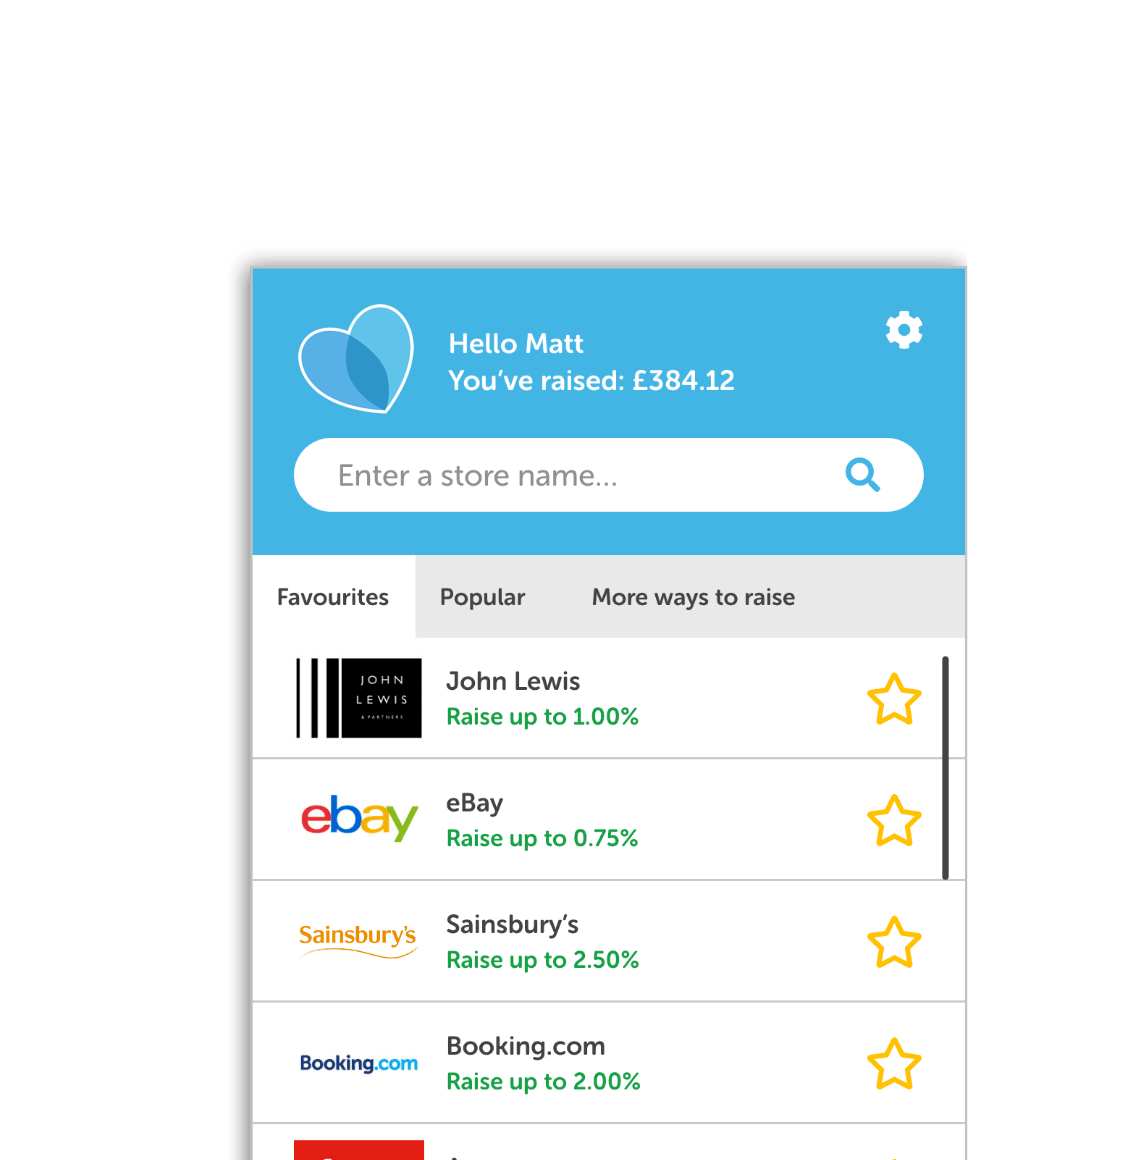 Hello Matt
You’ve raised: £384.12
Enter a store name...
Favourites
Popular
More ways to raise
JOHN
LEWIS
& PARTNERS
John Lewis
Raise up to 1.00%
ebay
eBay
Raise up to 0.75%
Sainsbury's
Sainsbury’s
Raise up to 2.50%
Booking.com
Booking.com
Raise up to 2.00%